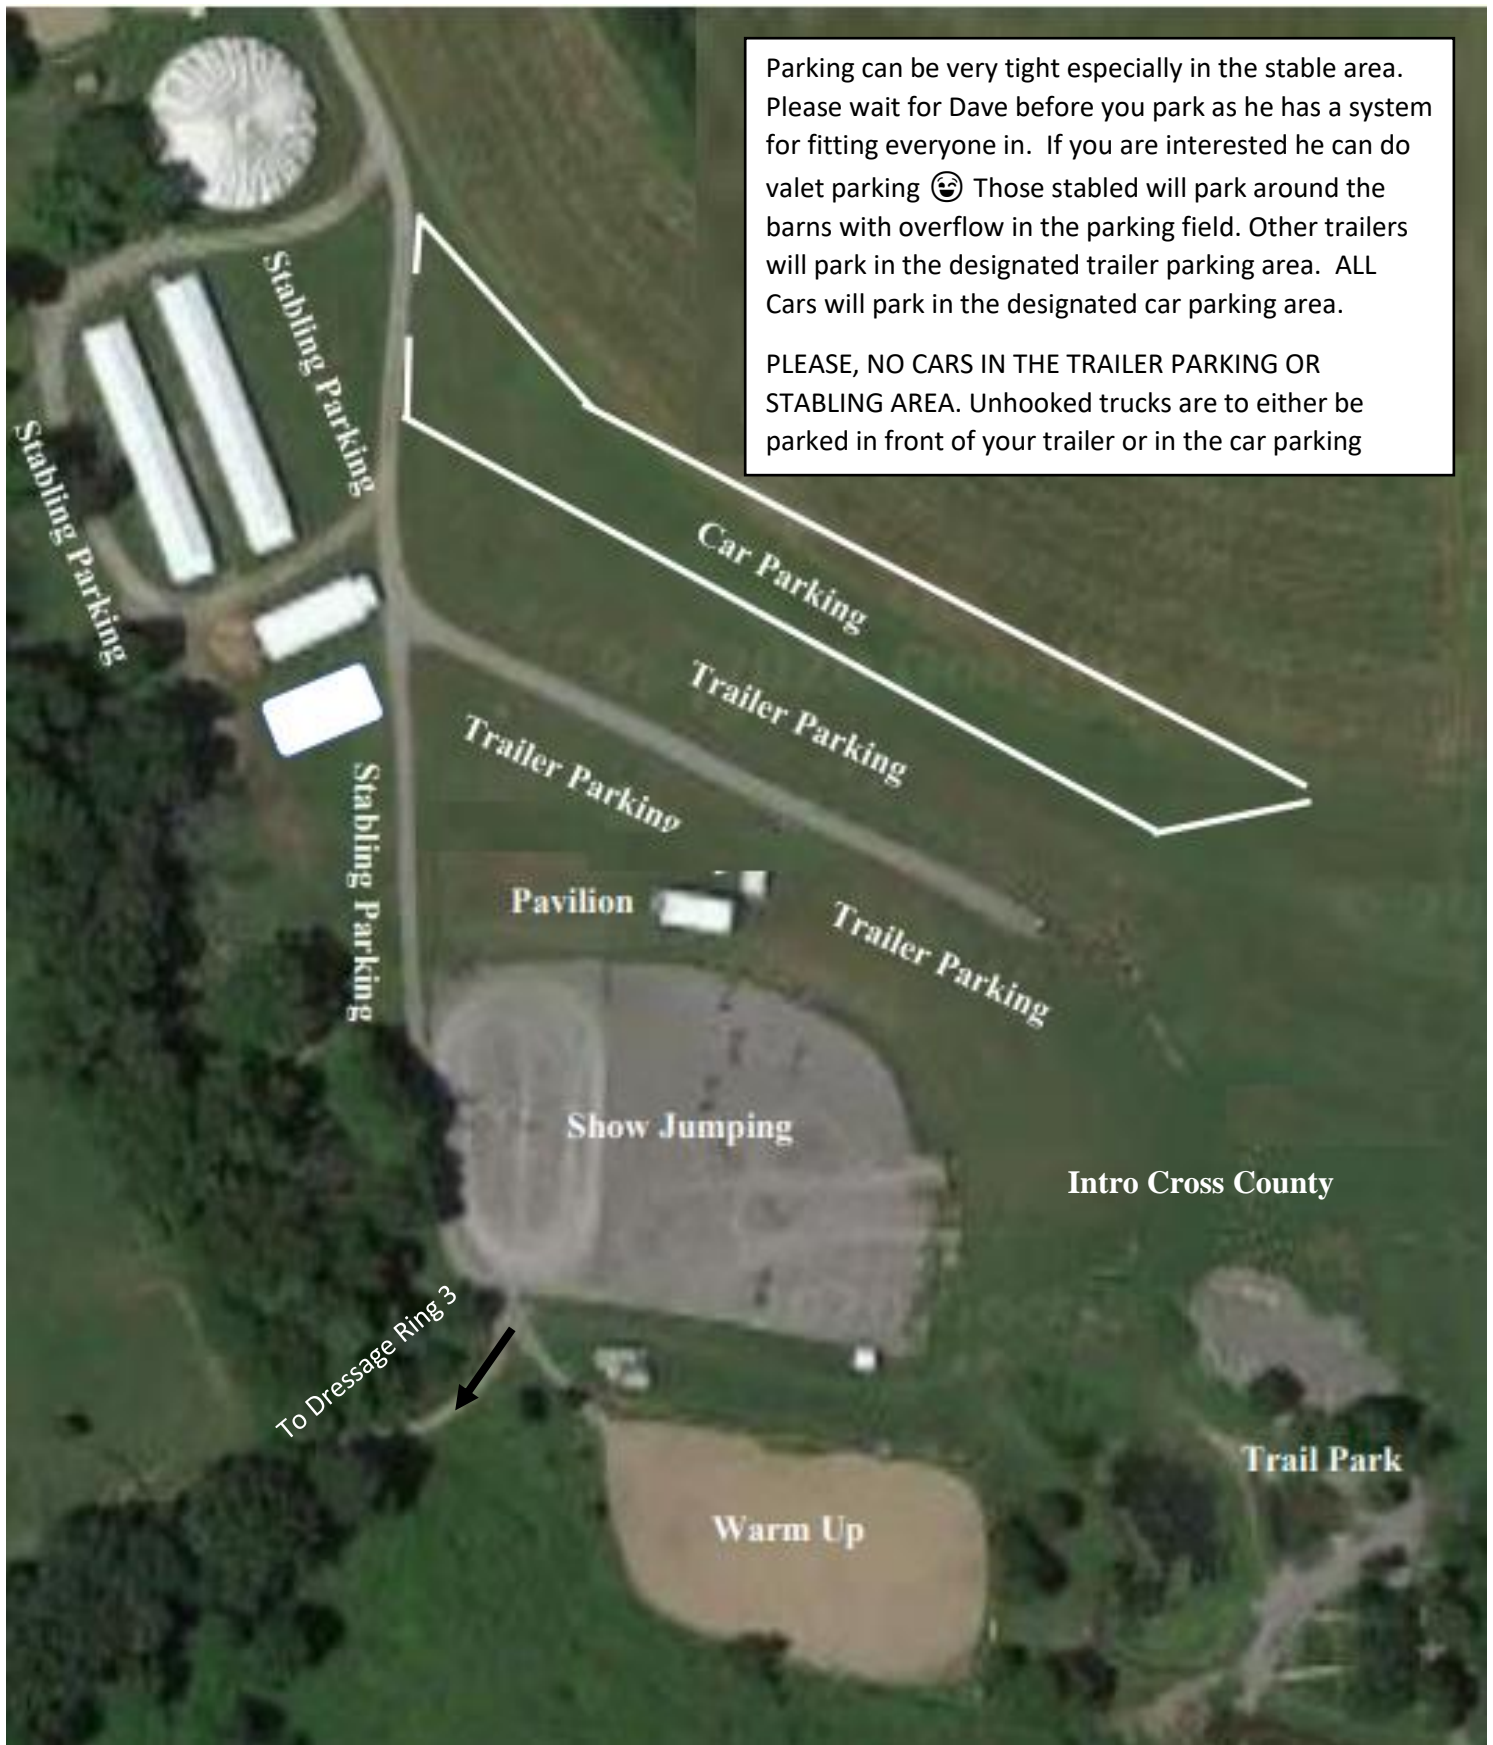 Parking can be very tight especially in the stable area.
Please wait for Dave before you park as he has a system
for fitting everyone in. If you are interested he can do
valet parking 😄 Those stabled will park around the
barns with overflow in the parking field. Other trailers
will park in the designated trailer parking area. ALL
Cars will park in the designated car parking area.
PLEASE, NO CARS IN THE TRAILER PARKING OR
STABLING AREA. Unhooked trucks are to either be
parked in front of your trailer or in the car parking
Stabling Parking
Stabling Parking
Car Parking
Trailer Parking
Trailer Parking
Stabling Parking
Pavilion
Trailer Parking
Show Jumping
Intro Cross County
To Dressage Ring 3
Trail Park
Warm Up